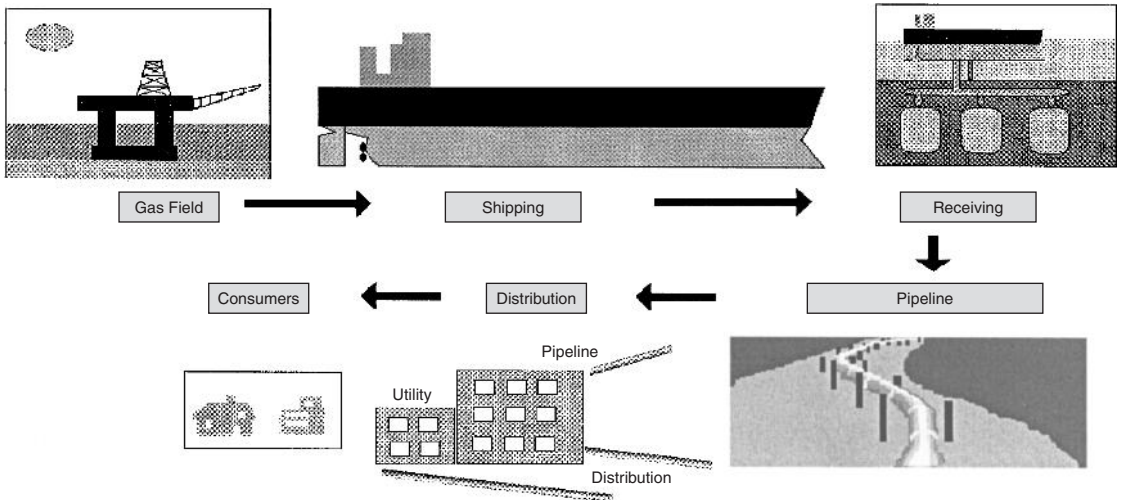 Gas Field
Shipping
Receiving
Consumers
Distribution
Pipeline
Pipeline
Utility
Distribution